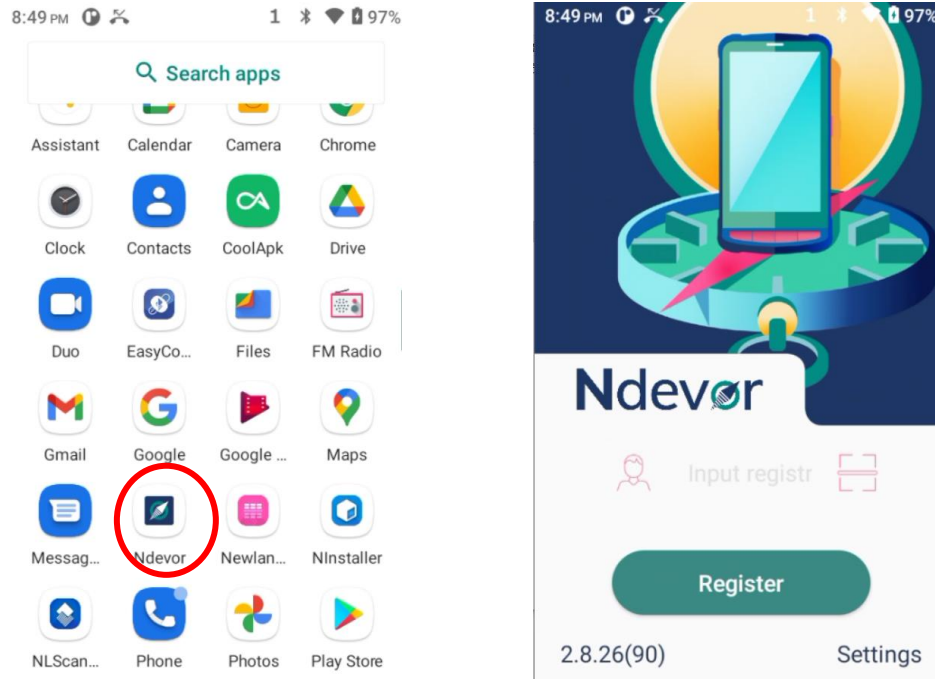 8:49 PM 1 97%
Search apps
Assistant Calendar Camera Chrome
Clock Contacts CoolApk Drive
Duo EasyCo... Files FM Radio
Gmail Google Google ... Maps
Messag... Ndevor Newlan... NInstaller
NLScan... Phone Photos Play Store
8:49 PM 1 97%
Ndevor
Input registr
Register
2.8.26(90) Settings